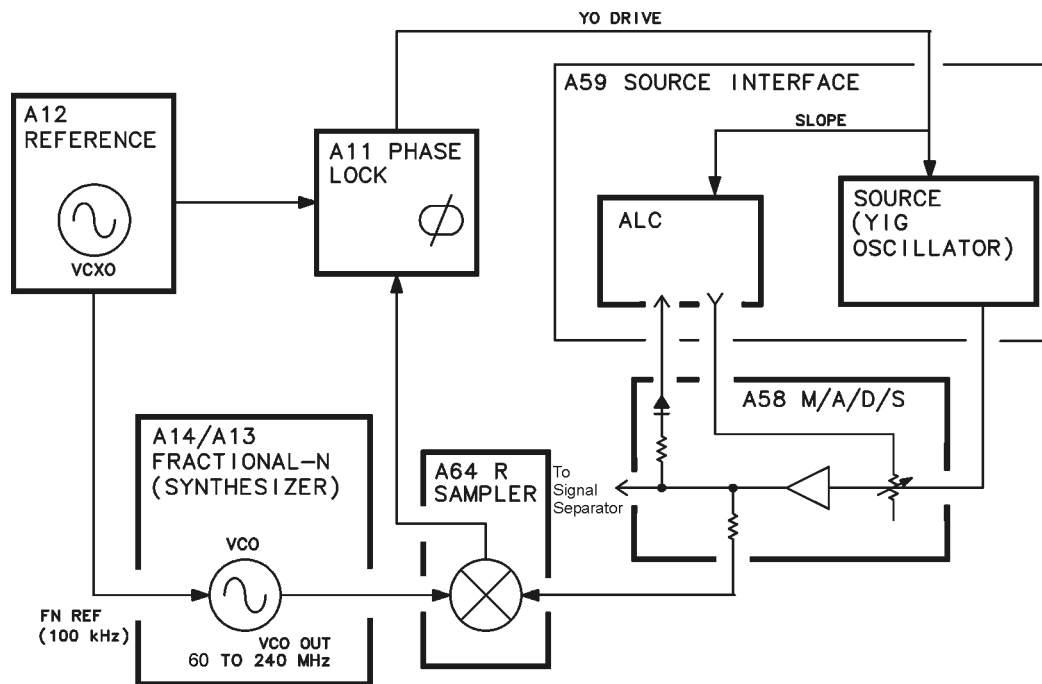 YO DRIVE
A59 SOURCE INTERFACE
A12
REFERENCE
VCXO
A11 PHASE
LOCK
SLOPE
ALC
SOURCE
(YIG
OSCILLATOR)
A58 M/A/D/S
A14/A13
FRACTIONAL-N
(SYNTHESIZER)
VCO
A64 R
SAMPLER
To
Signal
Separator
FN REF
(100 kHz)
VCO OUT
60 TO 240 MHz